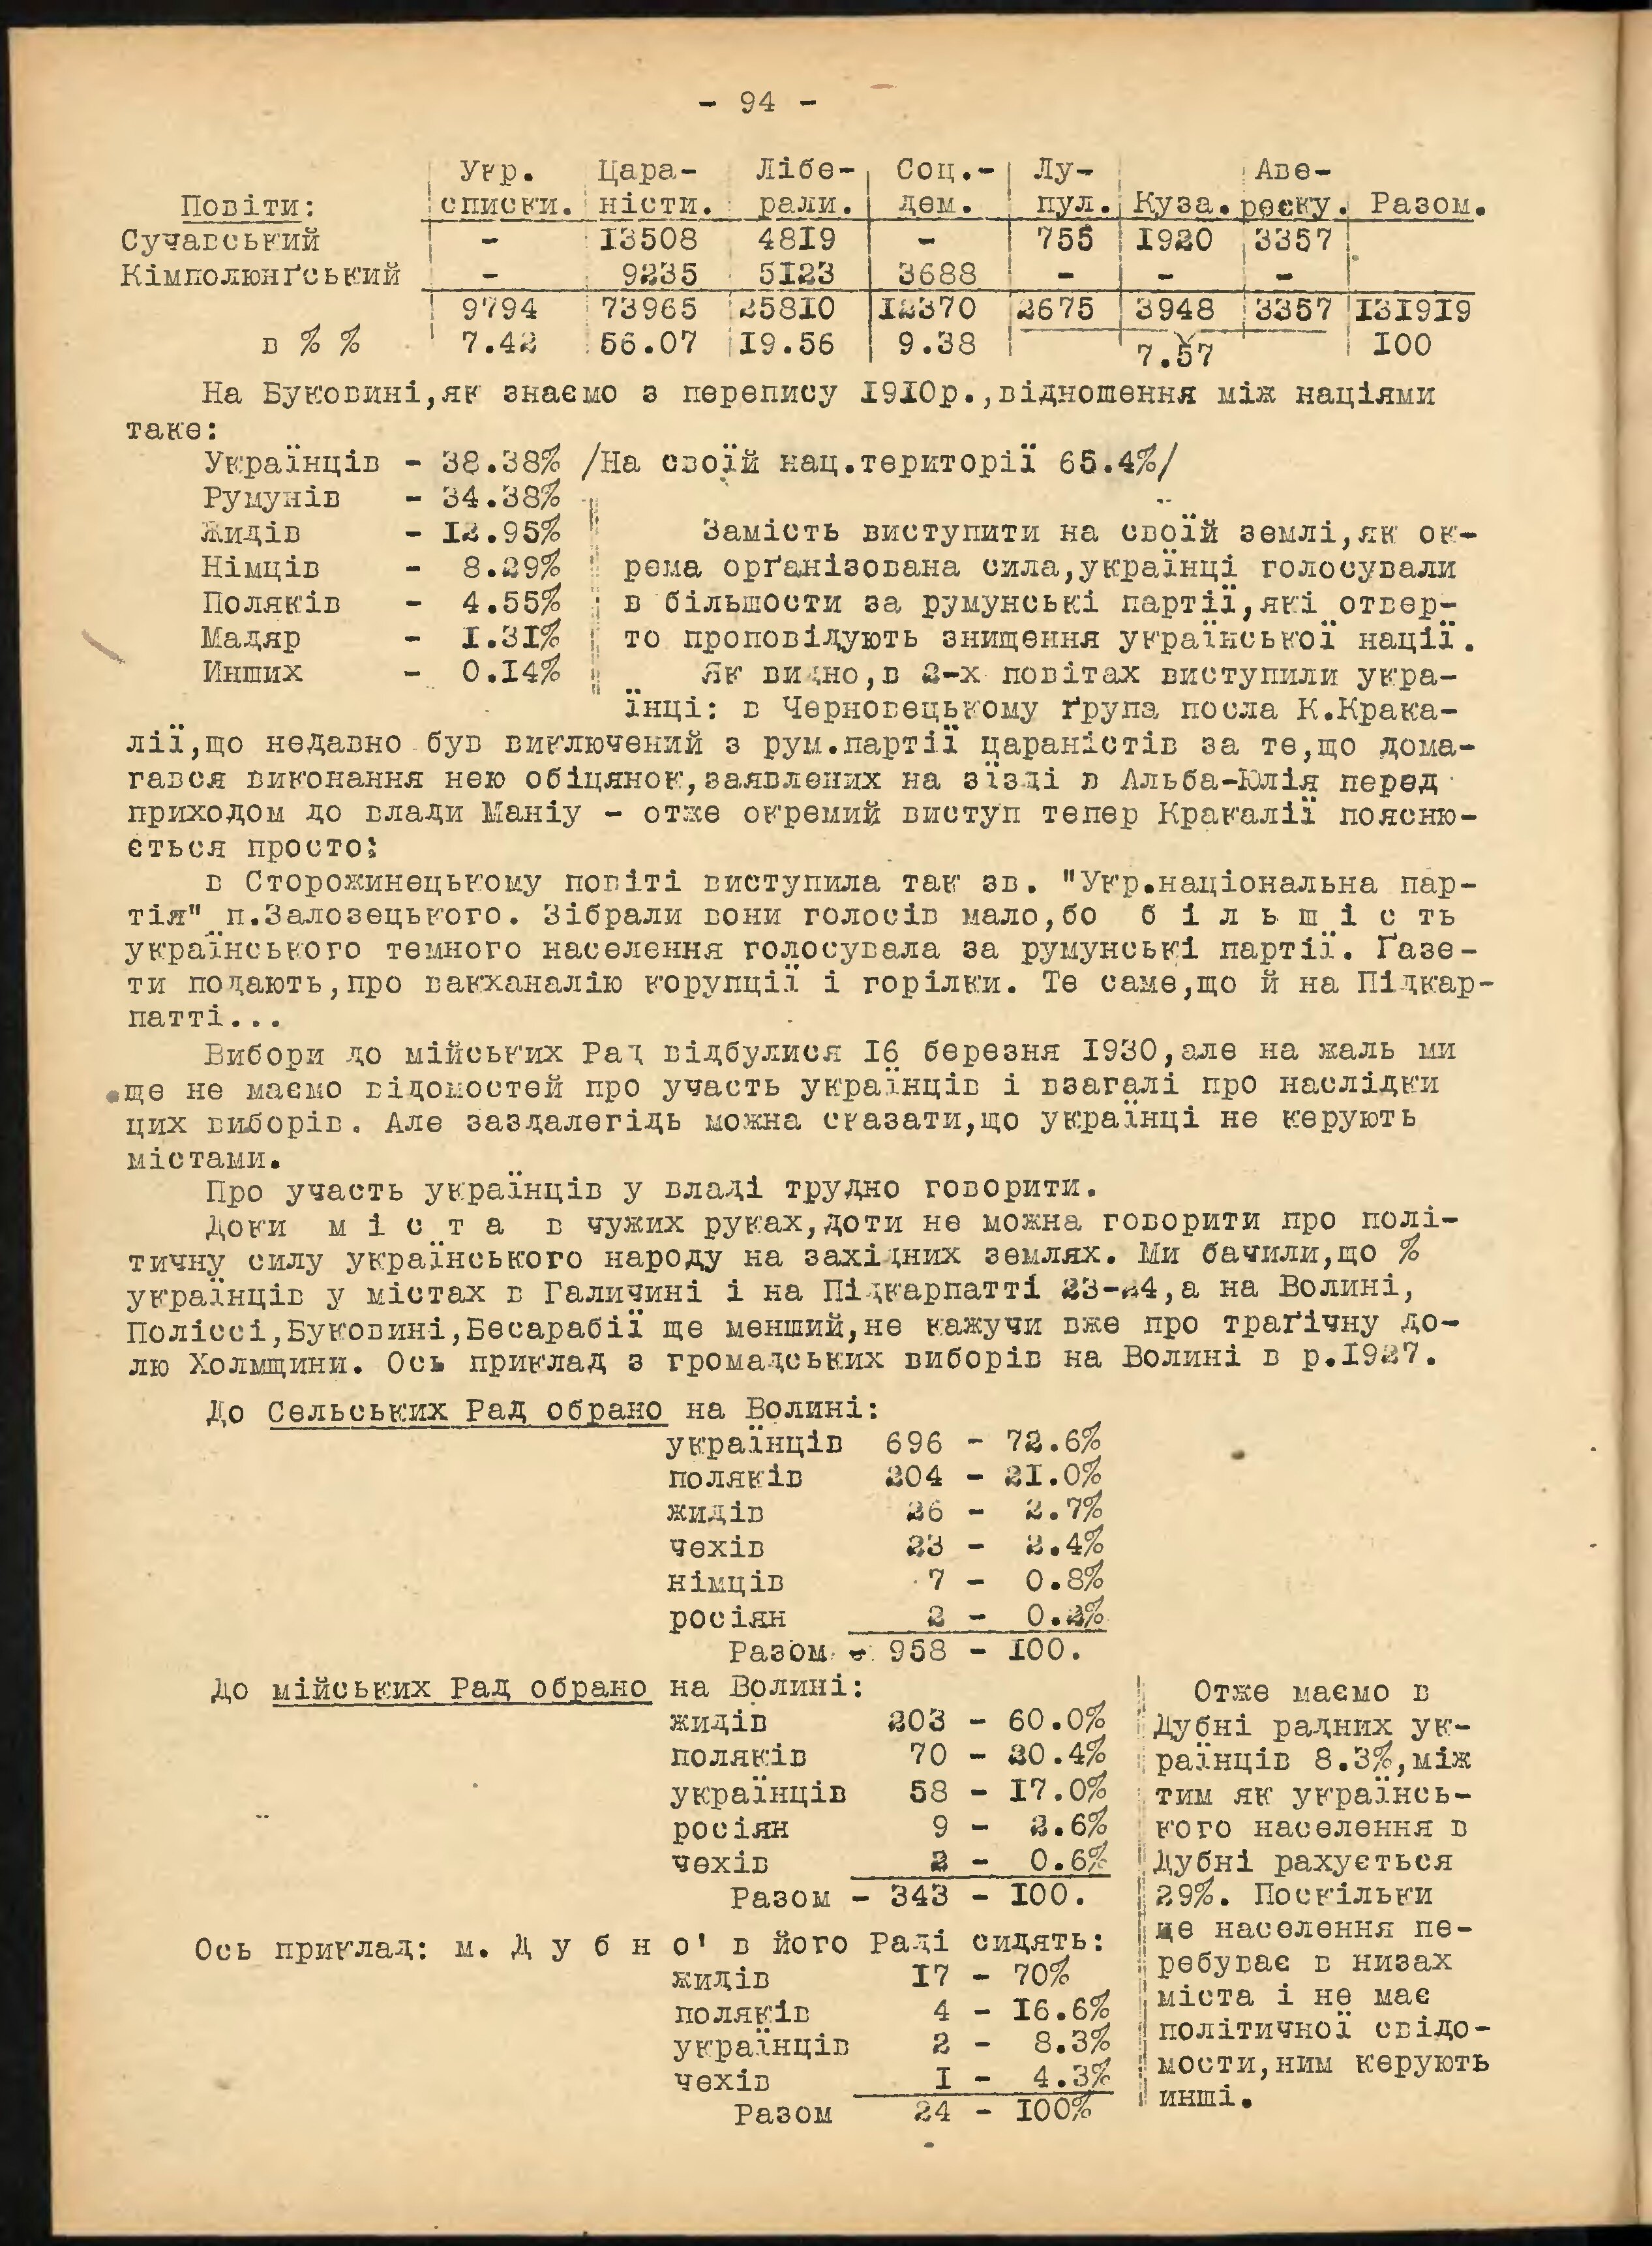 - 94 -
Укр. Цара- Лібе- Соц.- Лу- Аве-
Повіти: списки. ністи. рали. дем. пул. Куза. реску. Разом.
Сучавський - 13508 4819 - 755 1920 3357
Кімполюнґський - 9235 5123 3688 - - -
9794 73965 25810 12370 2675 3948 3357 131919
в % % 7.42 56.07 19.56 9.38 7.57 100
На Буковині,як знаємо з перепису 1910р.,відношення між націями
таке:
Українців - 38.38% /На своїй нац.території 65.4%/
Румунів - 34.38%
Жидів - 12.95%
Німців - 8.29%
Поляків - 4.55%
Мадяр - 1.31%
Инших - 0.14%
Замість виступити на своїй землі,як ок-
рема орґанізована сила,українці голосували
в більшости за румунські партії,які отвер-
то проповідують знищення української нації.
Як видно,в 2-х повітах виступили укра-
їнці: в Черновецькому ґрупа посла К.Крака-
лії,що недавно був виключений з рум.партії цараністів за те,що дома-
гався виконання нею обіцянок,заявлених на зїзді в Альба-Юлія перед
приходом до влади Маніу - отже окремий виступ тепер Кракалії поясню-
ється просто;
в Сторожинецькому повіті виступила так зв. "Укр.національна пар-
тія" п.Залозецького. Зібрали вони голосів мало,бо б і л ь ш і с ть
українського темного населення голосувала за румунські партії. Ґазе-
ти подають,про вакханалію корупції і горілки. Те саме,що й на Підкар-
патті...
Вибори до мійських Рад відбулися 16 березня 1930,але на жаль ми
ще не маємо відомостей про участь українців і взагалі про наслідки
цих виборів. Але заздалегідь можна сказати,що українці не керують
містами.
Про участь українців у владі трудно говорити.
Доки м і с т а в чужих руках,доти не можна говорити про полі-
тичну силу українського народу на західних землях. Ми бачили,що %
українців у містах в Галичині і на Підкарпатті 23-24,а на Волині,
Поліссі,Буковині,Бесарабії ще менший,не кажучи вже про траґічну до-
лю Холмщини. Ось приклад з громадських виборів на Волині в р.1927.
До Сельських Рад обрано на Волині:
українців 696 - 72.6%
поляків 204 - 21.0%
жидів 26 - 2.7%
чехів 23 - 2.4%
німців 7 - 0.8%
росіян 2 - 0.2%
Разом - 958 - 100.
До мійських Рад обрано на Волині:
жидів 203 - 60.0%
поляків 70 - 20.4%
українців 58 - 17.0%
росіян 9 - 2.6%
чехів 2 - 0.6%
Разом - 343 - 100.
Ось приклад: м. Д у б н о' в його Раді сидять:
жидів 17 - 70%
поляків 4 - 16.6%
українців 2 - 8.3%
чехів 1 - 4.3%
Разом 24 - 100%
Отже маємо в
Дубні радних ук-
раїнців 8.3%,між
тим як українсь-
кого населення в
Дубні рахується
29%. Поскільки
це населення пе-
ребуває в низах
міста і не має
політичної свідо-
мости,ним керують
инші.